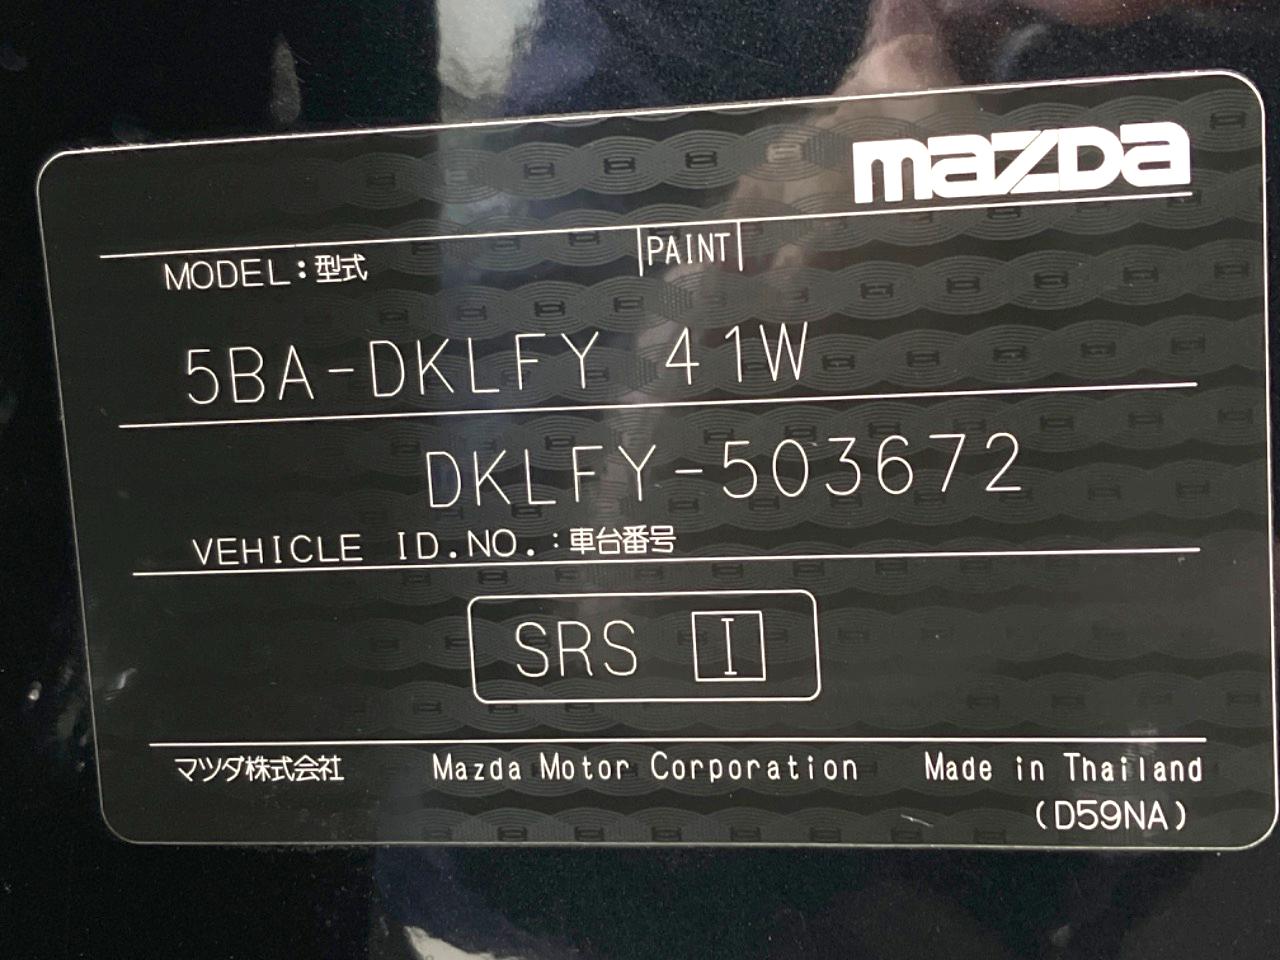 mazda
MODEL:型式 PAINT
5BA-DKLFY 41W
DKLFY-503672
VEHICLE ID.NO.:車台番号
SRS I
マツダ株式会社 Mazda Motor Corporation Made in Thailand
(D59NA)